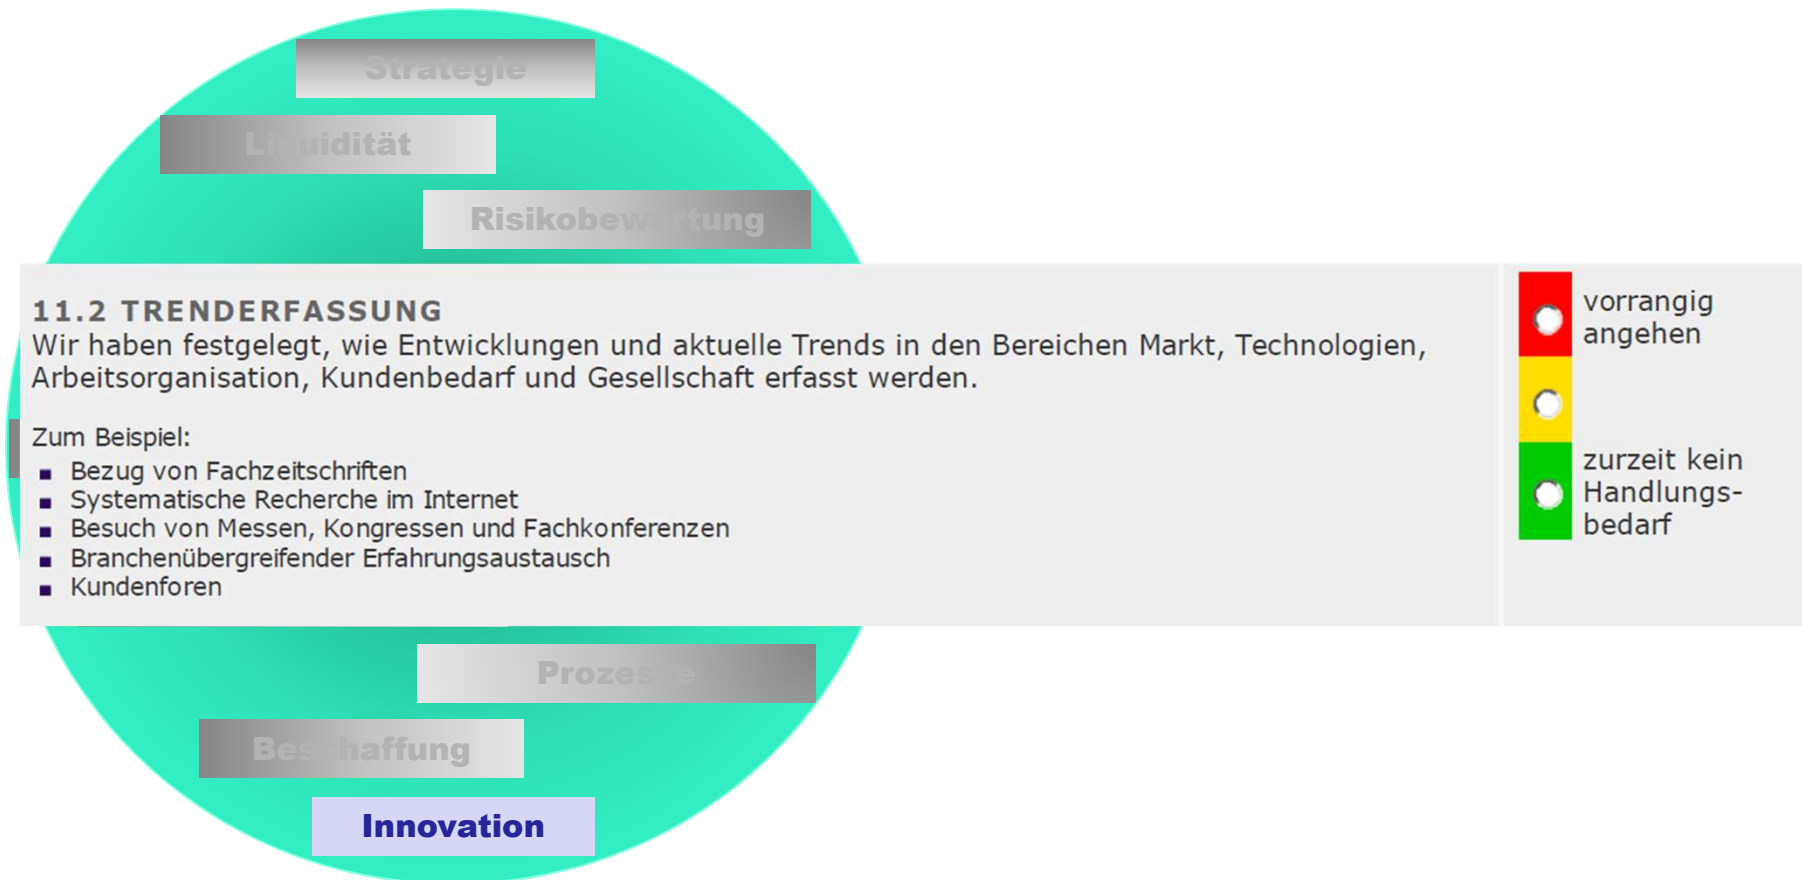 Strategie
Liquidität
Risikobewertung
11.2 TRENDERFASSUNG
Wir haben festgelegt, wie Entwicklungen und aktuelle Trends in den Bereichen Markt, Technologien,
Arbeitsorganisation, Kundenbedarf und Gesellschaft erfasst werden.
Zum Beispiel:
Bezug von Fachzeitschriften
Systematische Recherche im Internet
Besuch von Messen, Kongressen und Fachkonferenzen
Branchenübergreifender Erfahrungsaustausch
Kundenforen
vorrangig
angehen
zurzeit kein
Handlungs-
bedarf
Prozesse
Beschaffung
Innovation